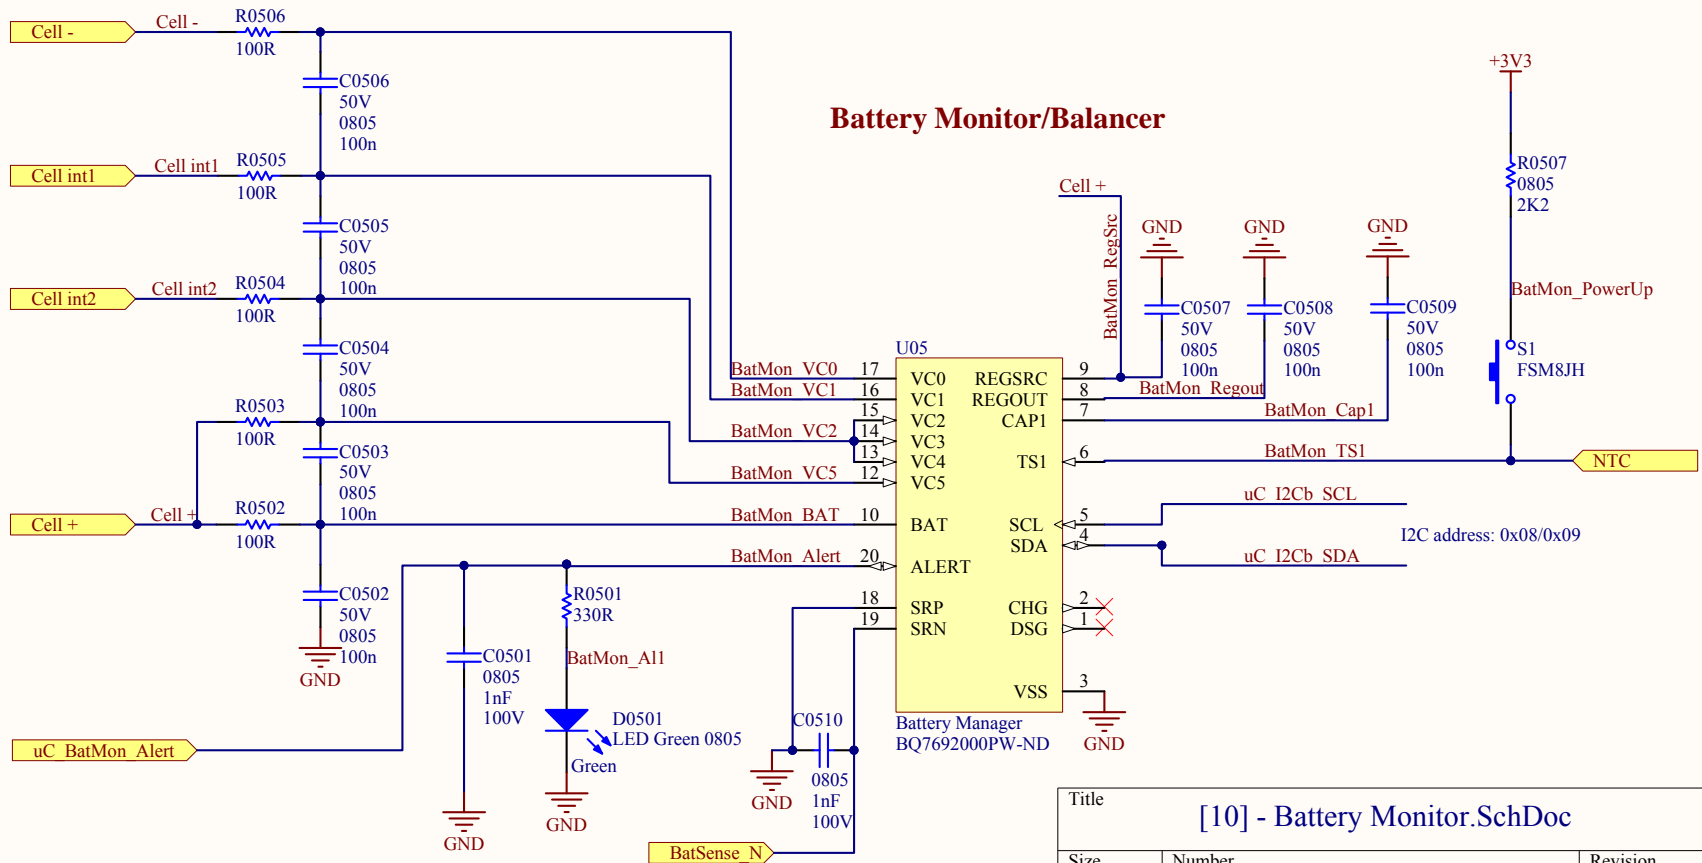 Battery Monitor/Balancer
Cell -
Cell -
R0506
100R
C0506
50V
0805
100n
Cell int1
Cell int1
R0505
100R
C0505
50V
0805
100n
Cell int2
Cell int2
R0504
100R
C0504
50V
0805
100n
R0503
100R
C0503
50V
0805
100n
Cell +
Cell +
R0502
100R
C0502
50V
0805
100n
GND
uC_BatMon_Alert
C0501
0805
1nF
100V
GND
R0501
330R
BatMon_Al1
D0501
LED Green 0805
Green
GND
BatMon_VC0
BatMon_VC1
BatMon_VC2
BatMon_VC5
BatMon_BAT
BatMon_Alert
C0510
0805
1nF
100V
GND
BatSense_N
U05
17 VC0
16 VC1
15 VC2
14 VC3
13 VC4
12 VC5
10 BAT
20 ALERT
18 SRP
19 SRN
REGSRC 9
REGOUT 8
CAP1 7
TS1 6
SCL 5
SDA 4
CHG 2
DSG 1
VSS 3
GND
Battery Manager
BQ7692000PW-ND
Cell +
BatMon_RegSrc
GND
C0507
50V
0805
100n
GND
C0508
50V
0805
100n
GND
C0509
50V
0805
100n
BatMon_Regout
BatMon_Cap1
BatMon_TS1
+3V3
R0507
0805
2K2
BatMon_PowerUp
S1
FSM8JH
NTC
uC_I2Cb_SCL
I2C address: 0x08/0x09
uC_I2Cb_SDA
Title
[10] - Battery Monitor.SchDoc
Size
Number
Revision